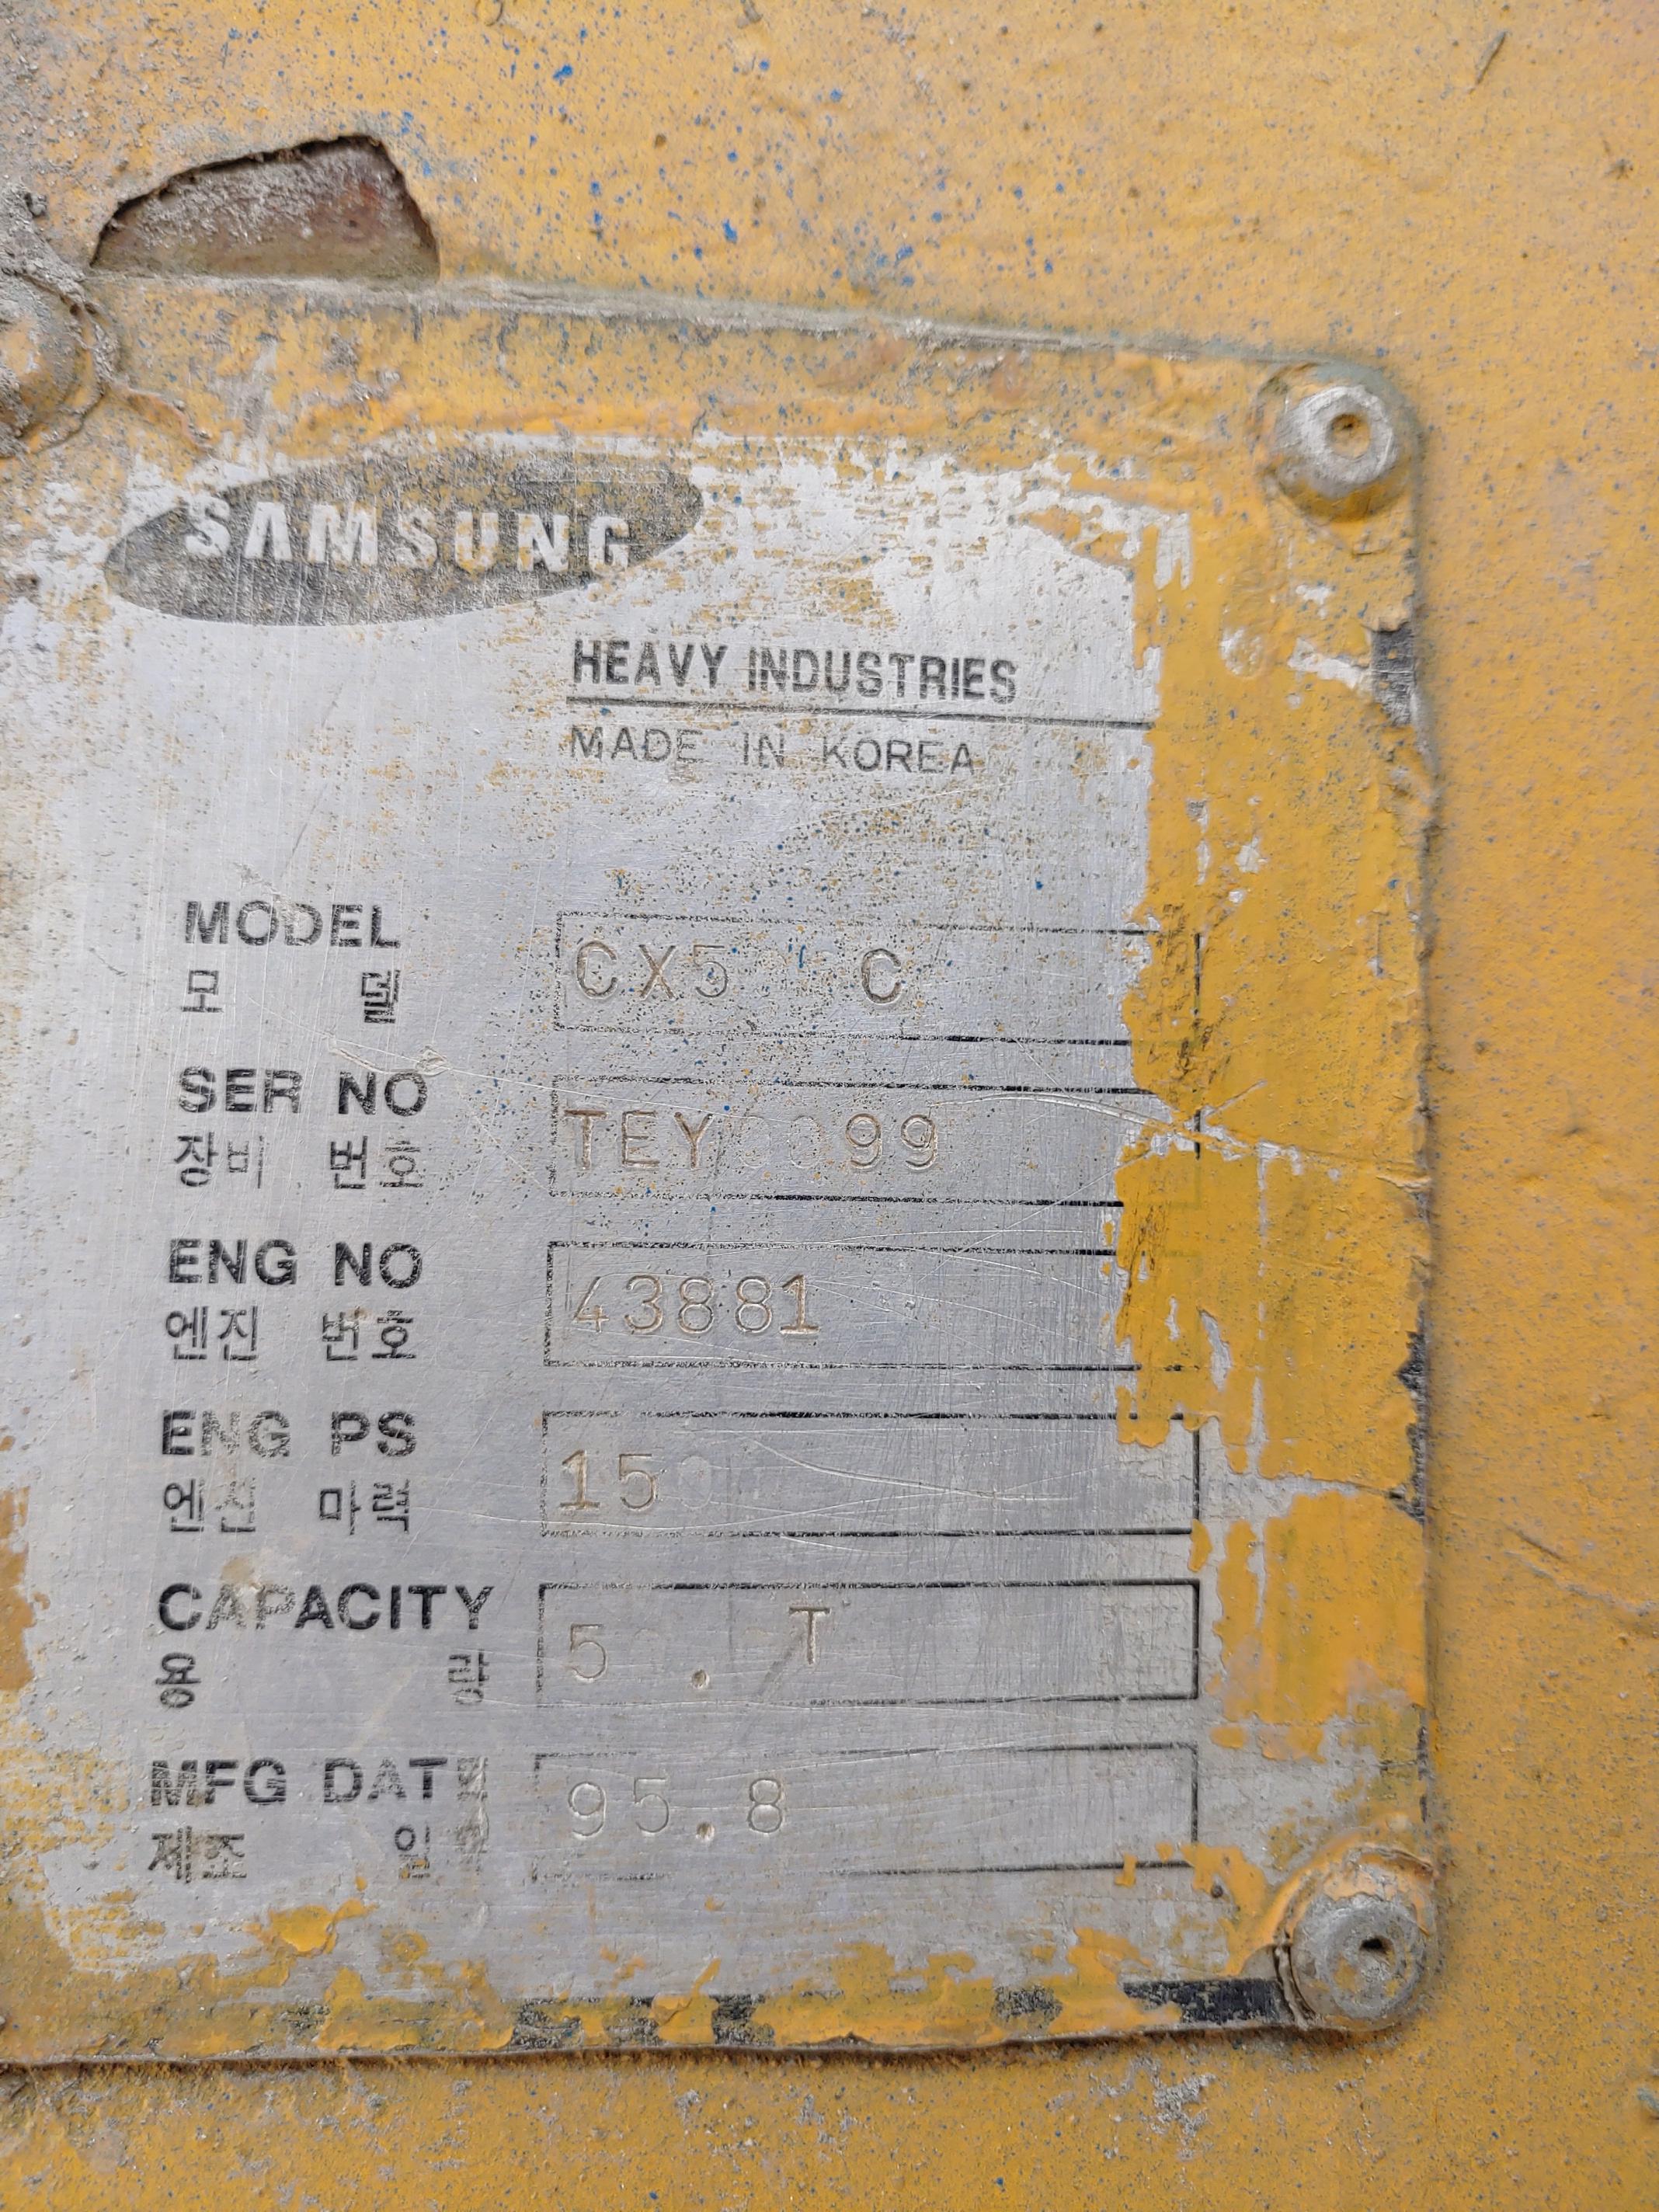 SAMSUNG
HEAVY INDUSTRIES
MADE IN KOREA
MODEL
모 델
SER NO
장비 번호
ENG NO 43881
엔진 번호
ENG PS
엔진 마력
CAPACITY
용 량
MFG DATE 95.8
제조 일